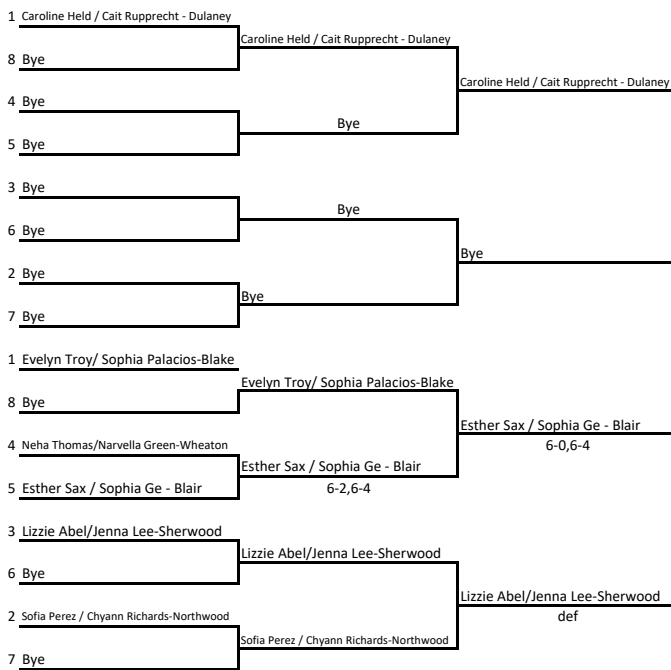 1 Caroline Held / Cait Rupprecht - Dulaney
Caroline Held / Cait Rupprecht - Dulaney
8 Bye
Caroline Held / Cait Rupprecht - Dulaney
4 Bye
Bye
5 Bye
3 Bye
Bye
6 Bye
Bye
2 Bye
Bye
7 Bye
1 Evelyn Troy/ Sophia Palacios-Blake
Evelyn Troy/ Sophia Palacios-Blake
8 Bye
Esther Sax / Sophia Ge - Blair
6-0,6-4
4 Neha Thomas/Narvella Green-Wheaton
Esther Sax / Sophia Ge - Blair
5 Esther Sax / Sophia Ge - Blair
6-2,6-4
3 Lizzie Abel/Jenna Lee-Sherwood
Lizzie Abel/Jenna Lee-Sherwood
6 Bye
Lizzie Abel/Jenna Lee-Sherwood
def
2 Sofia Perez / Chyann Richards-Northwood
Sofia Perez / Chyann Richards-Northwood
7 Bye